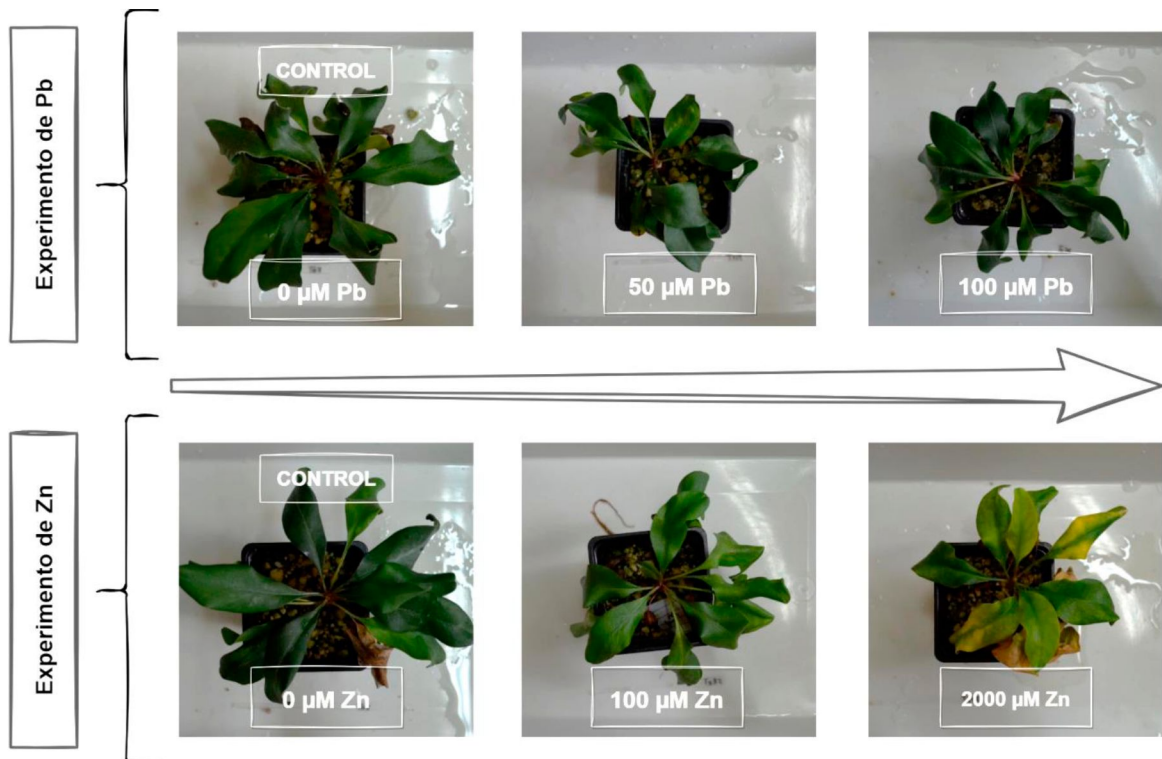 Experimento de Pb
CONTROL
0 µM Pb
50 µM Pb
100 µM Pb
Experimento de Zn
CONTROL
0 µM Zn
100 µM Zn
2000 µM Zn